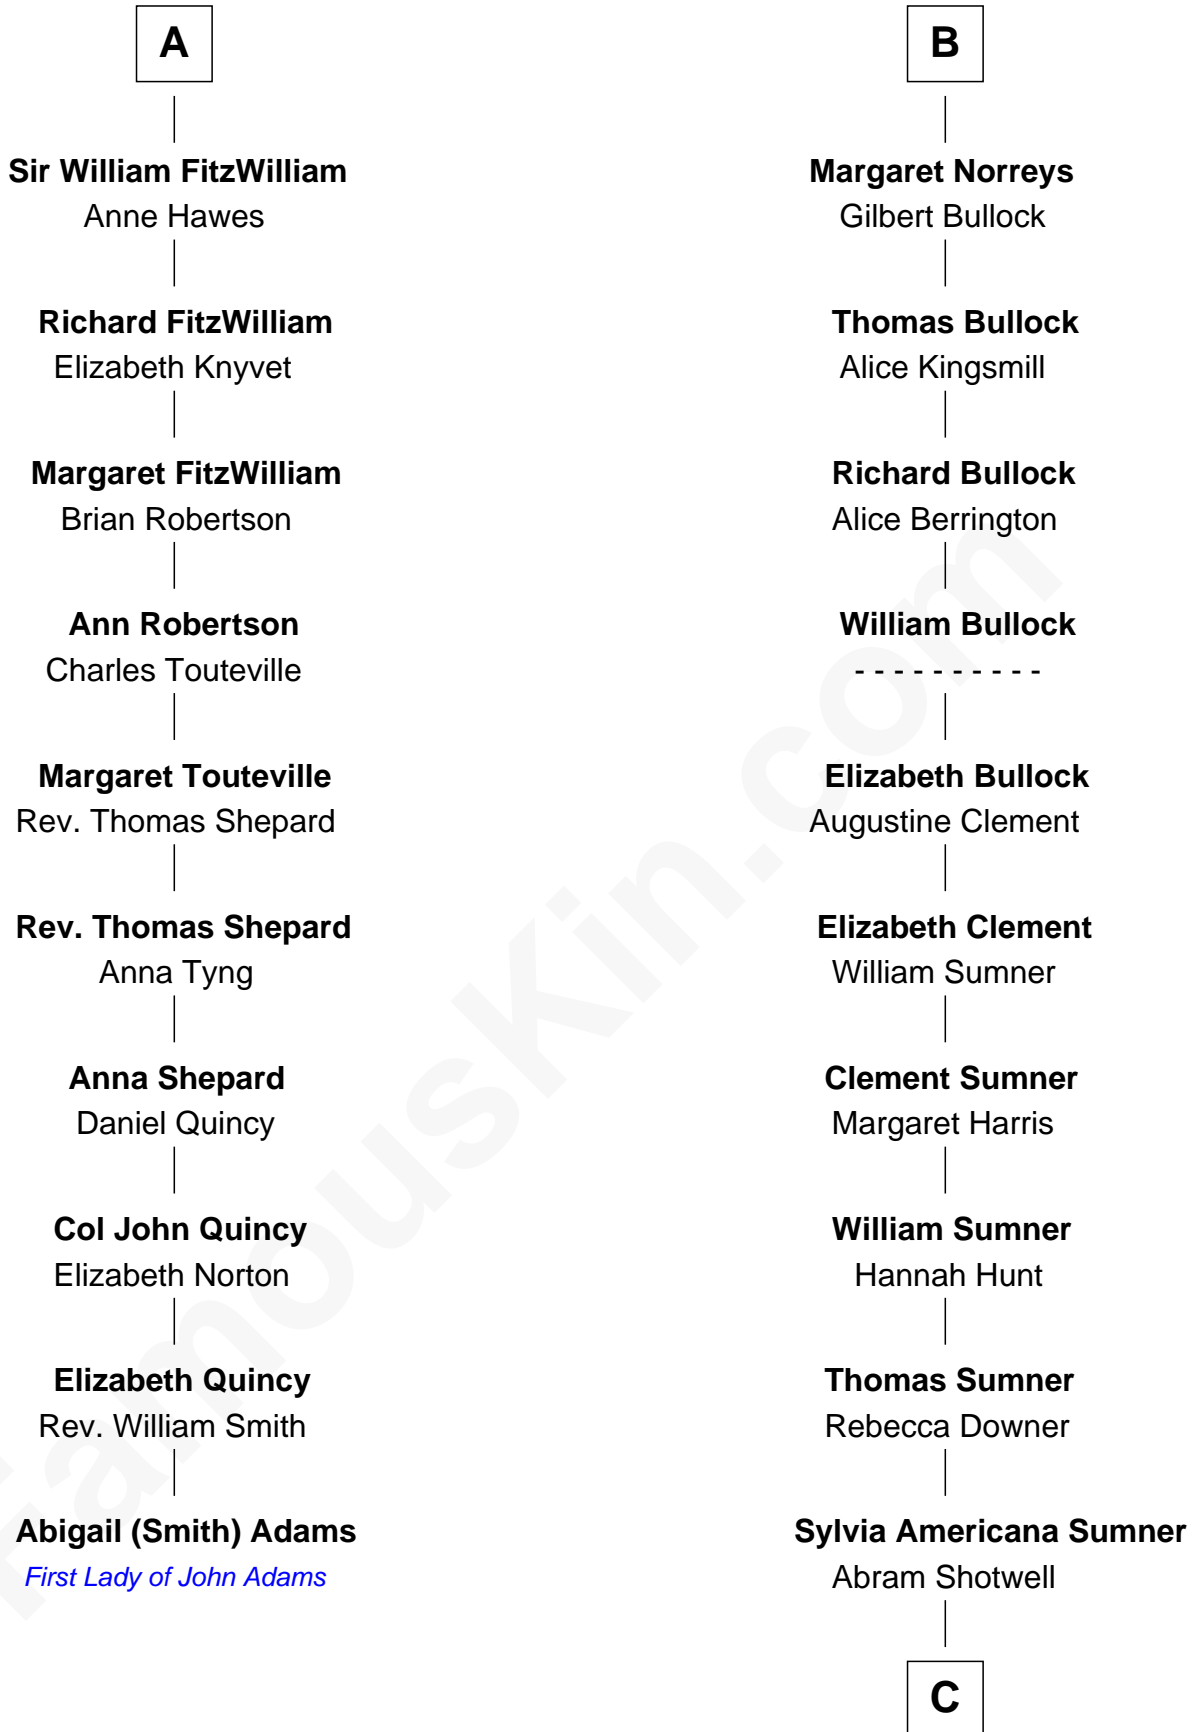 A
Sir William FitzWilliam
Anne Hawes
Richard FitzWilliam
Elizabeth Knyvet
Margaret FitzWilliam
Brian Robertson
Ann Robertson
Charles Touteville
Margaret Touteville
Rev. Thomas Shepard
Rev. Thomas Shepard
Anna Tyng
Anna Shepard
Daniel Quincy
Col John Quincy
Elizabeth Norton
Elizabeth Quincy
Rev. William Smith
Abigail (Smith) Adams
First Lady of John Adams
B
Margaret Norreys
Gilbert Bullock
Thomas Bullock
Alice Kingsmill
Richard Bullock
Alice Berrington
William Bullock
- - - - - - - - - -
Elizabeth Bullock
Augustine Clement
Elizabeth Clement
William Sumner
Clement Sumner
Margaret Harris
William Sumner
Hannah Hunt
Thomas Sumner
Rebecca Downer
Sylvia Americana Sumner
Abram Shotwell
C
FamousKin.com